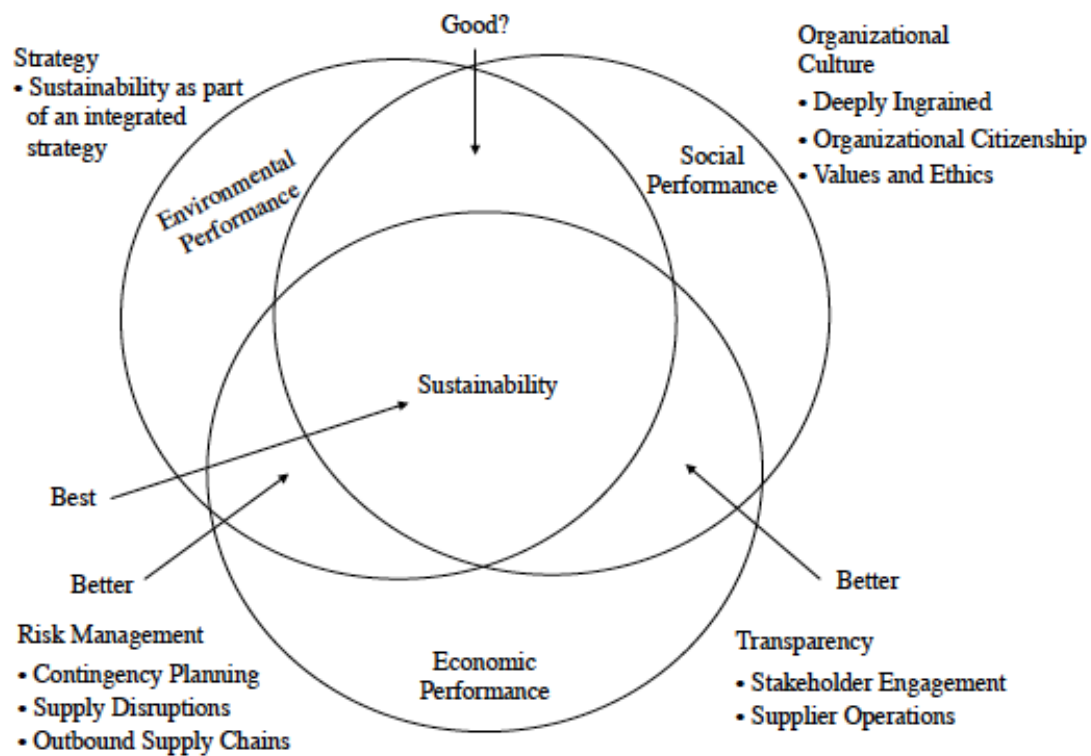 Good?
Strategy
• Sustainability as part
of an integrated
strategy
Organizational
Culture
• Deeply Ingrained
• Organizational Citizenship
• Values and Ethics
Environmental
Performance
Social
Performance
Sustainability
Best
Better
Better
Risk Management
• Contingency Planning
• Supply Disruptions
• Outbound Supply Chains
Economic
Performance
Transparency
• Stakeholder Engagement
• Supplier Operations